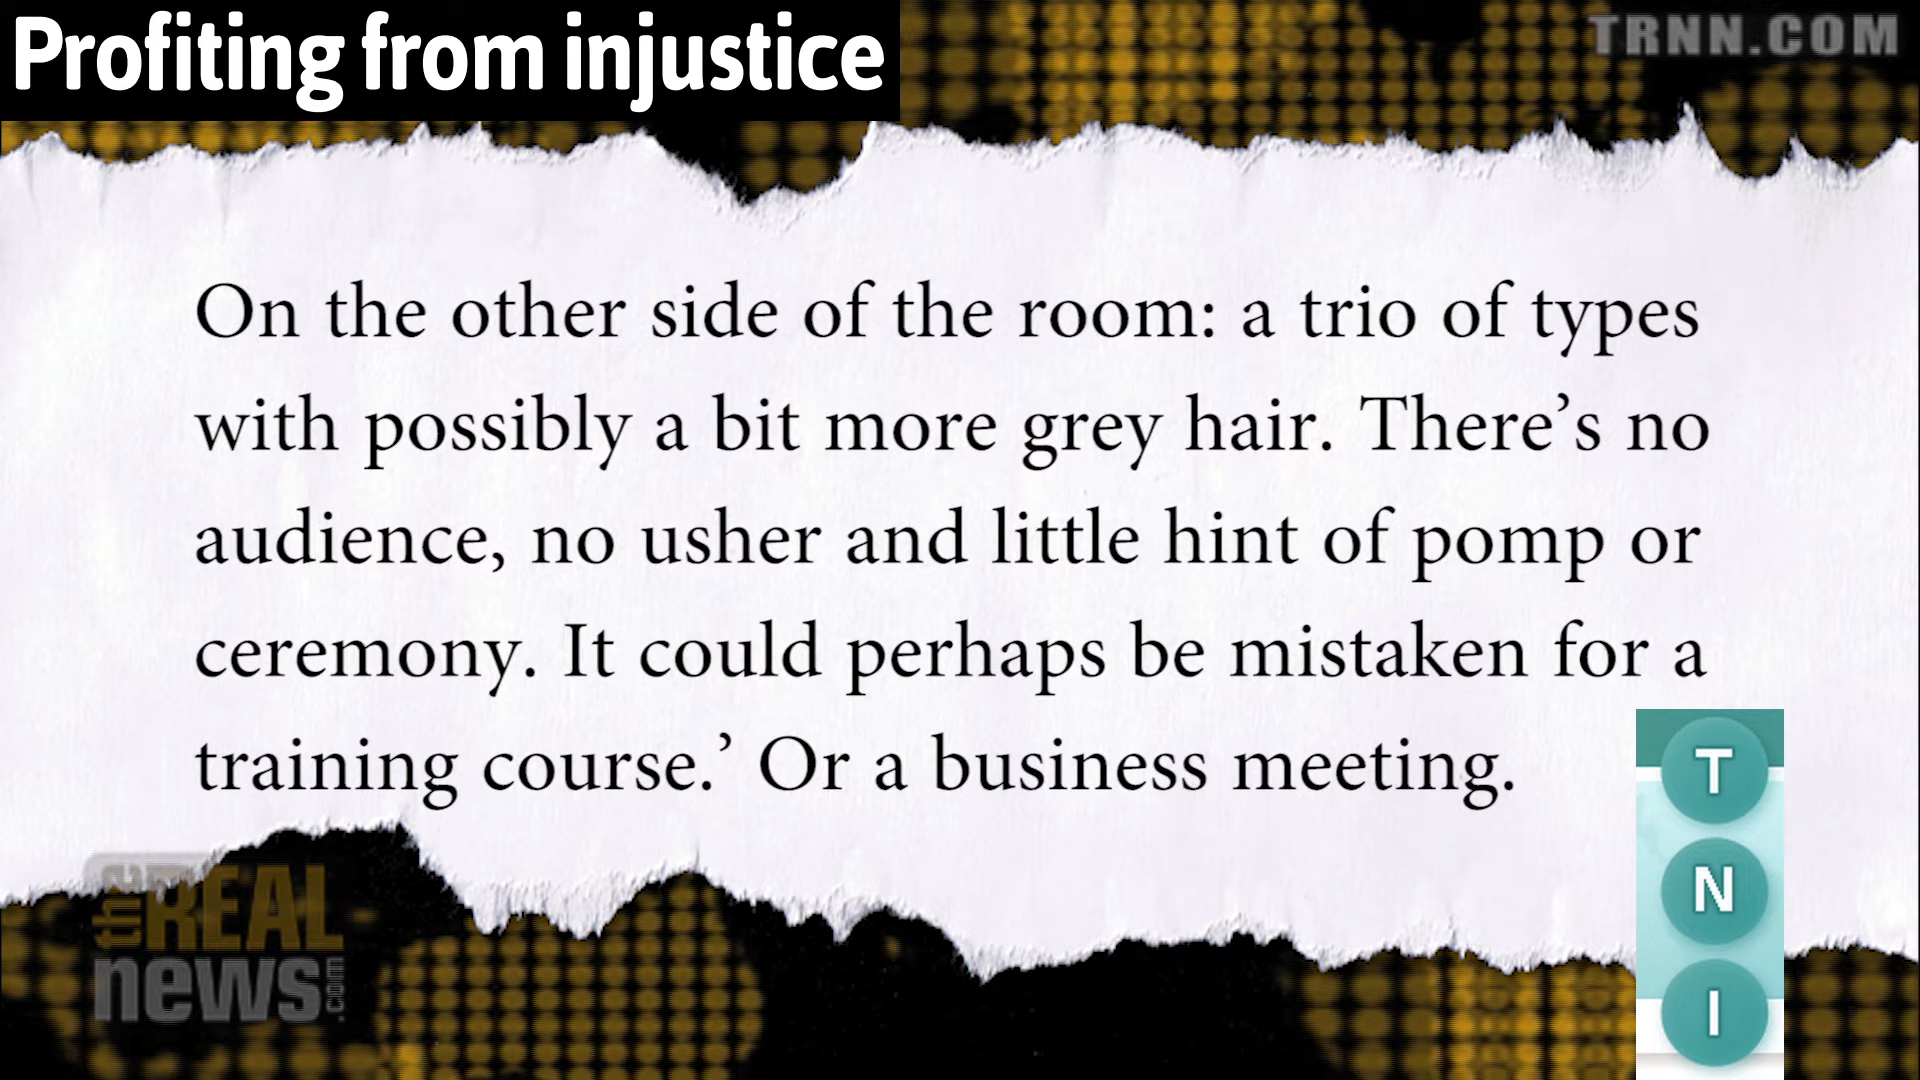 Profiting from injustice
TRNN.COM
On the other side of the room: a trio of types
with possibly a bit more grey hair. There’s no
audience, no usher and little hint of pomp or
ceremony. It could perhaps be mistaken for a
training course.’ Or a business meeting.
the REAL
news.com
T
N
I